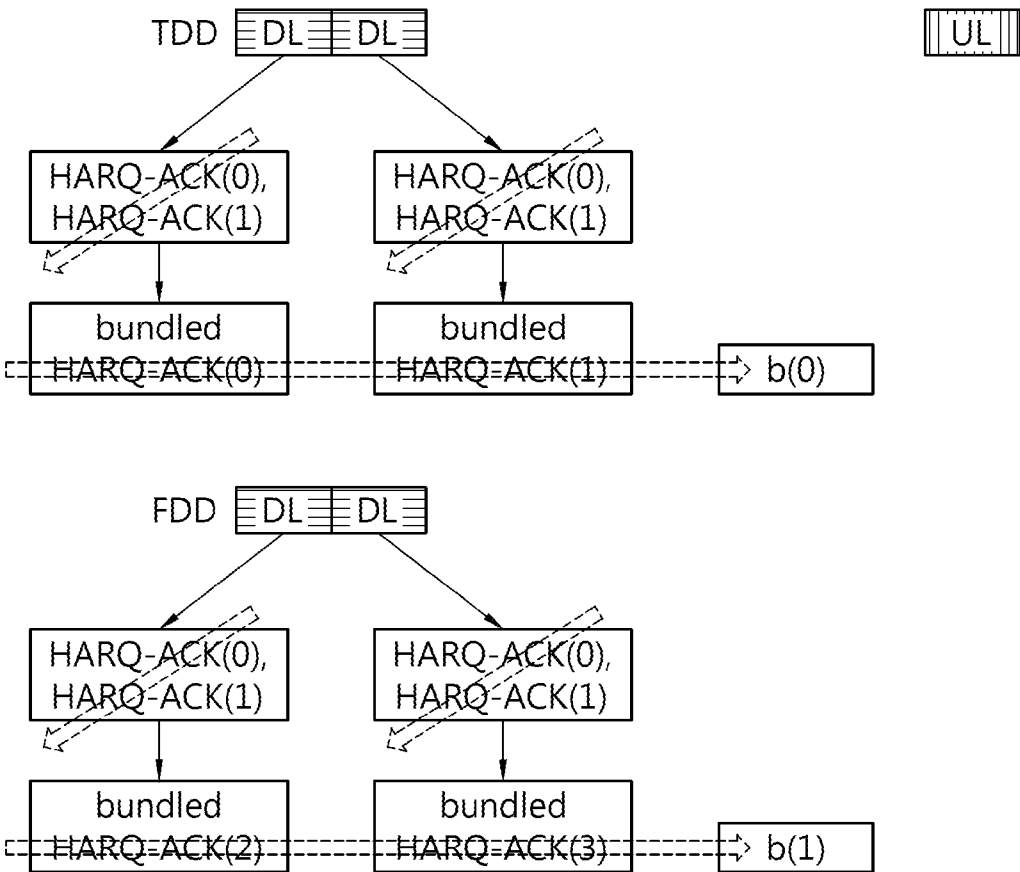 TDD DL DL UL
HARQ-ACK(0), HARQ-ACK(0),
HARQ-ACK(1) HARQ-ACK(1)
bundled bundled
HARQ-ACK(0) HARQ-ACK(1) b(0)
FDD DL DL
HARQ-ACK(0), HARQ-ACK(0),
HARQ-ACK(1) HARQ-ACK(1)
bundled bundled
HARQ-ACK(2) HARQ-ACK(3) b(1)